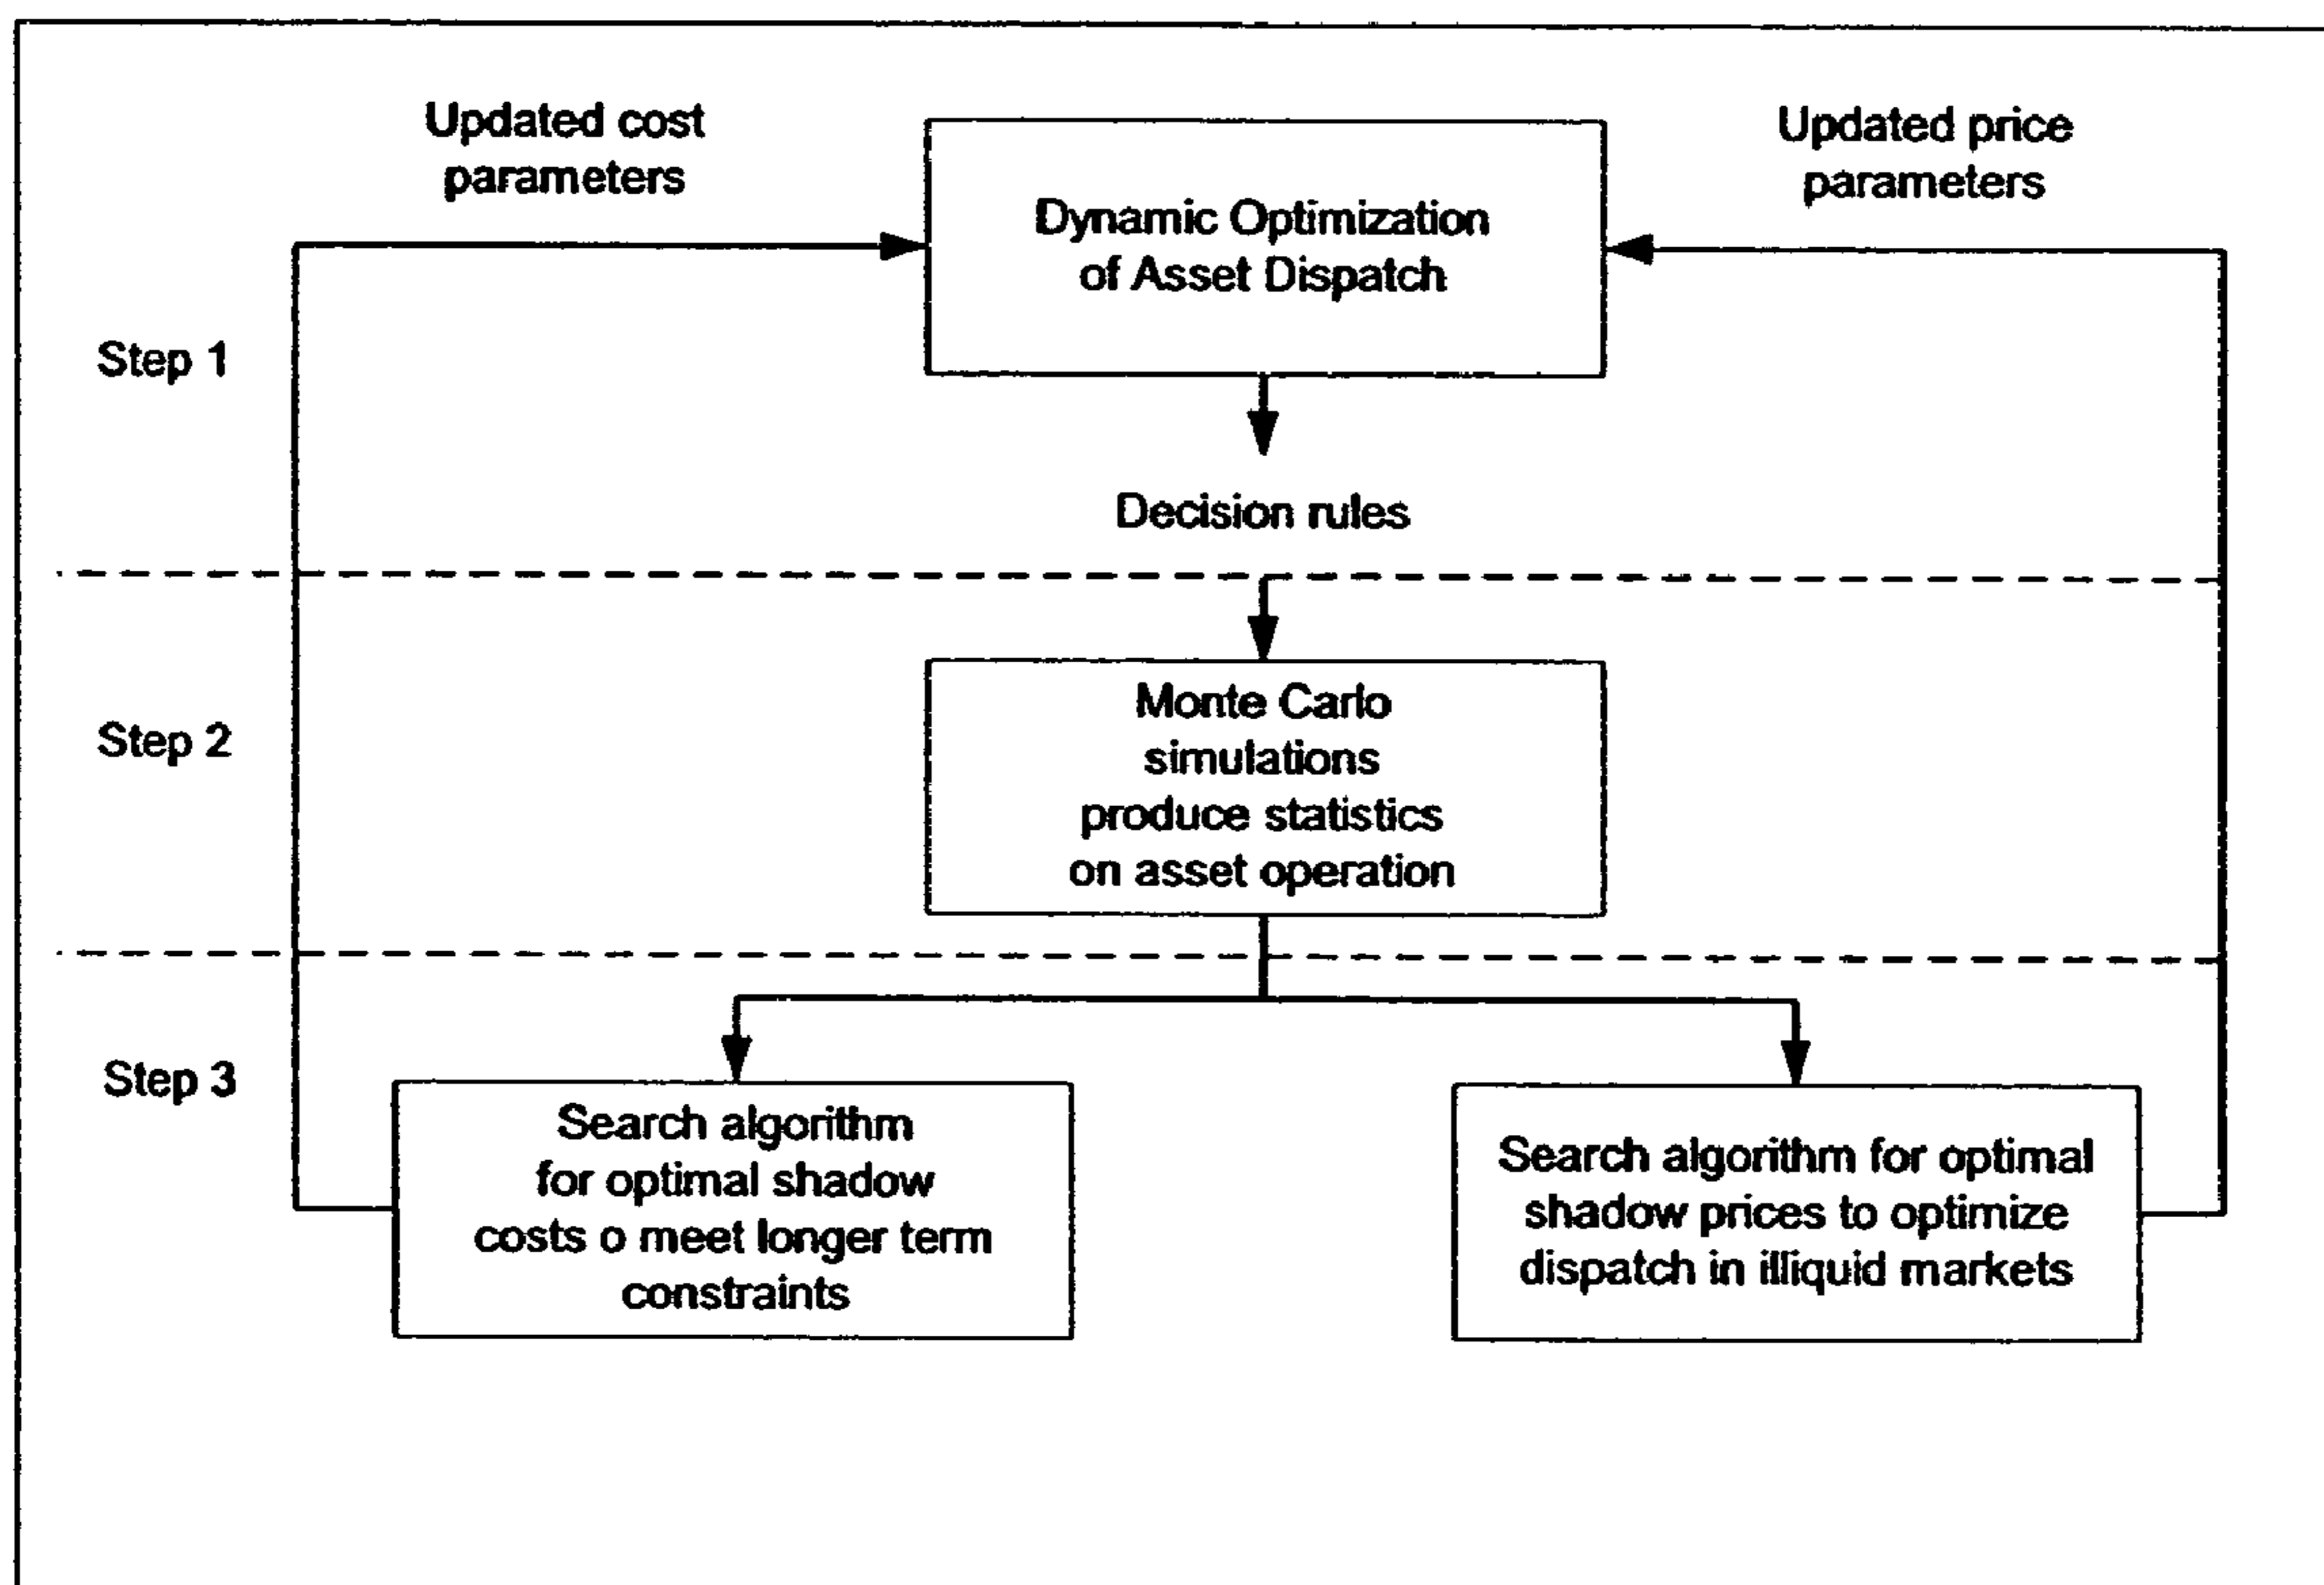 Updated cost
parameters
Updated price
parameters
Dynamic Optimization
of Asset Dispatch
Step 1
Decision rules
Step 2
Monte Carlo
simulations
produce statistics
on asset operation
Step 3
Search algorithm
for optimal shadow
costs o meet longer term
constraints
Search algorithm for optimal
shadow prices to optimize
dispatch in illiquid markets